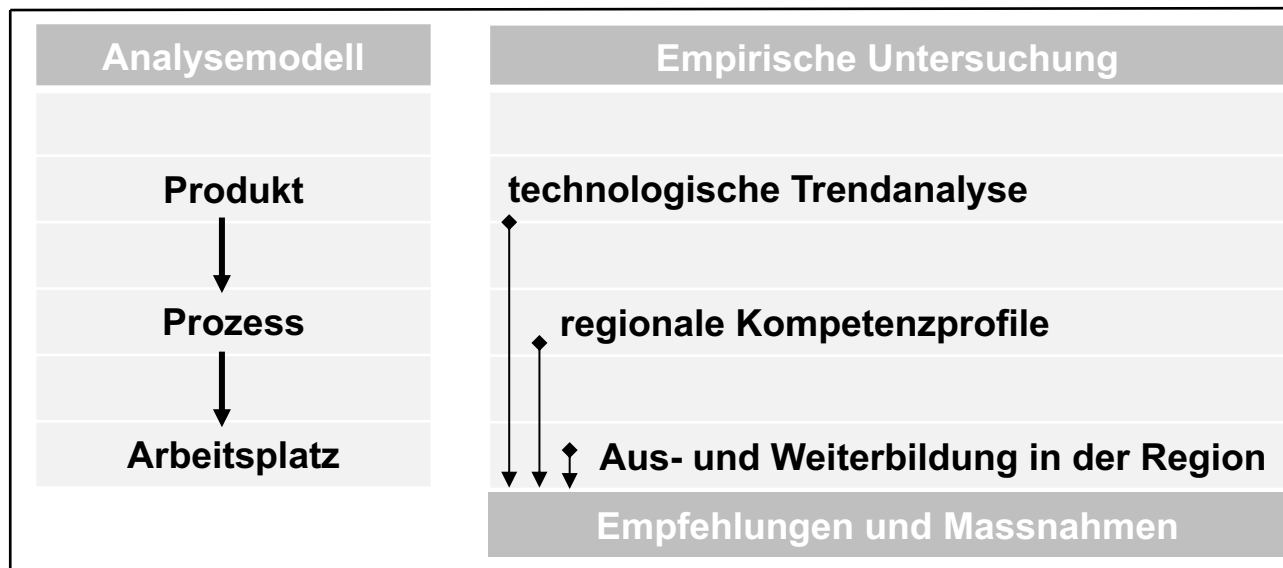 Analysemodell
Empirische Untersuchung
Produkt
technologische Trendanalyse
Prozess
regionale Kompetenzprofile
Arbeitsplatz
Aus- und Weiterbildung in der Region
Empfehlungen und Massnahmen